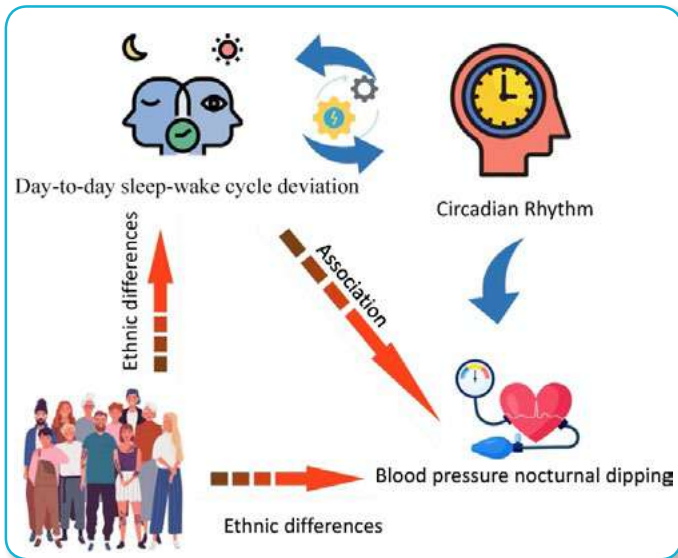 Day-to-day sleep-wake cycle deviation
Circadian Rhythm
Ethnic differences
Association
Blood pressure nocturnal dipping
Ethnic differences